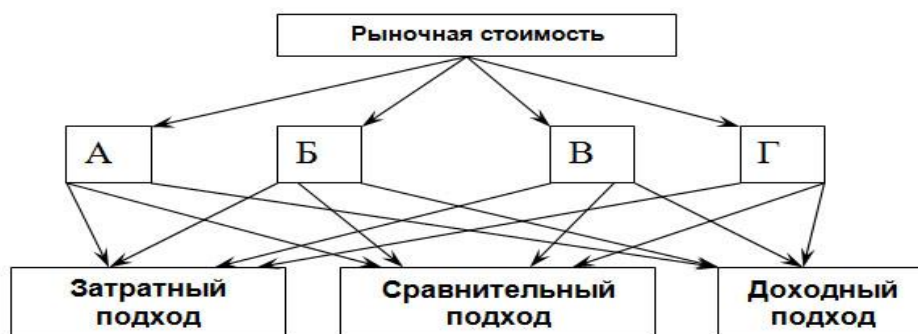 Рыночная стоимость
А
Б
В
Г
Затратный
подход
Сравнительный
подход
Доходный
подход